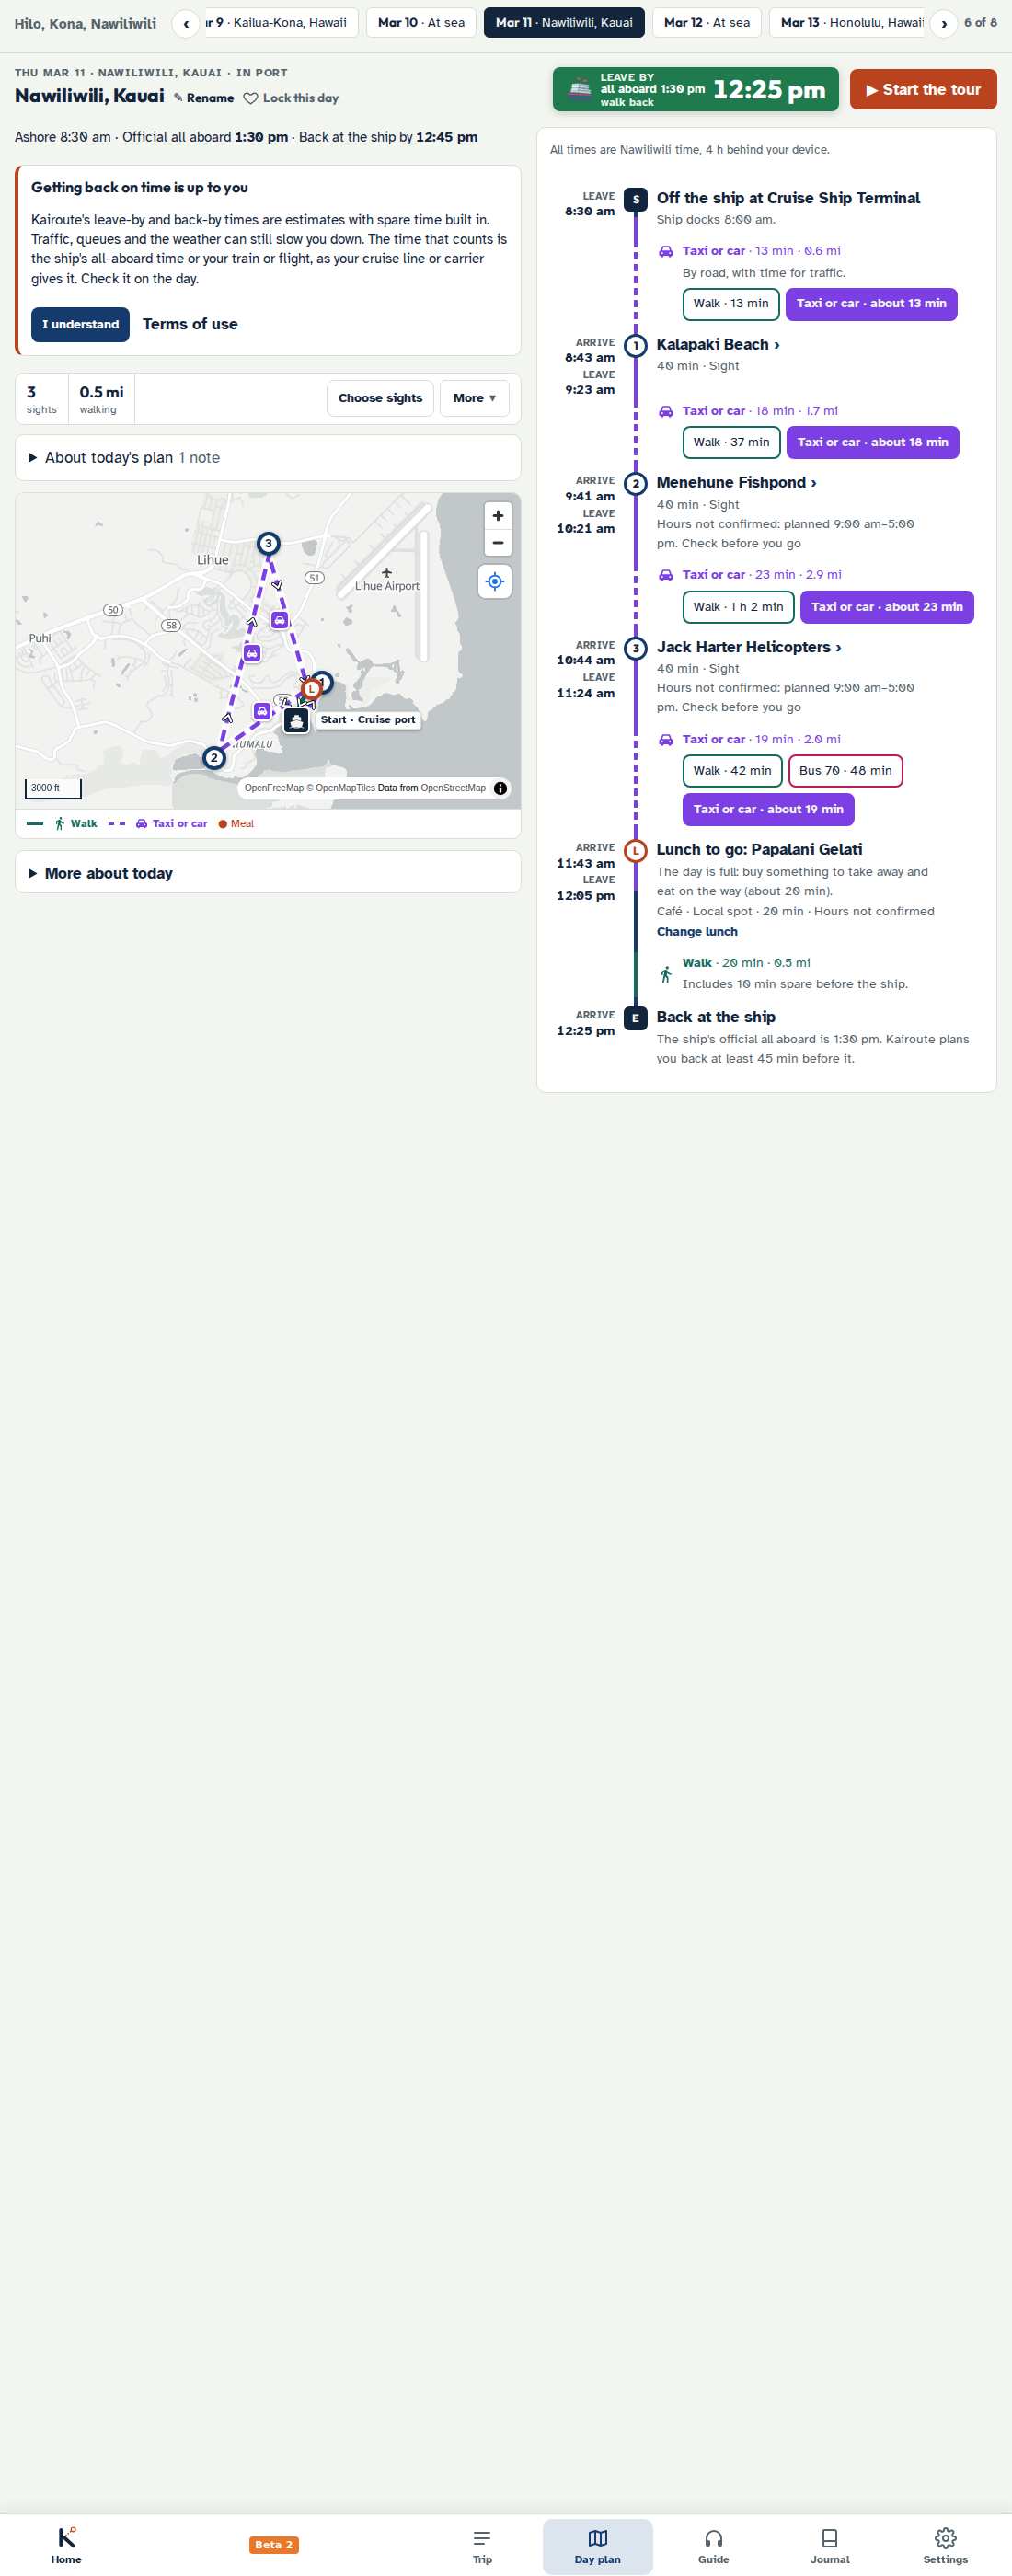 Hilo, Kona, Nawiliwili
‹
ar 9 · Kailua-Kona, Hawaii
Mar 10 · At sea
Mar 11 · Nawiliwili, Kauai
Mar 12 · At sea
Mar 13 · Honolulu, Hawaii
›
6 of 8
THU MAR 11 · NAWILIWILI, KAUAI · IN PORT
Nawiliwili, Kauai
✎ Rename
Lock this day
LEAVE BY
all aboard 1:30 pm
walk back
12:25 pm
▶ Start the tour
Ashore 8:30 am · Official all aboard 1:30 pm · Back at the ship by 12:45 pm
Getting back on time is up to you
Kairoute's leave-by and back-by times are estimates with spare time built in.
Traffic, queues and the weather can still slow you down. The time that counts is
the ship's all-aboard time or your train or flight, as your cruise line or carrier
gives it. Check it on the day.
I understand
Terms of use
3
sights
0.5 mi
walking
Choose sights
More ▼
▶ About today's plan 1 note
Lihue
51
Lihue Airport
50
58
Puhi
3
1
L
2
Start · Cruise port
3000 ft
OpenFreeMap © OpenMapTiles Data from OpenStreetMap
Walk
Taxi or car
Meal
▶ More about today
All times are Nawiliwili time, 4 h behind your device.
LEAVE
8:30 am
S
Off the ship at Cruise Ship Terminal
Ship docks 8:00 am.
Taxi or car · 13 min · 0.6 mi
By road, with time for traffic.
Walk · 13 min
Taxi or car · about 13 min
ARRIVE
8:43 am
LEAVE
9:23 am
1
Kalapaki Beach ›
40 min · Sight
Taxi or car · 18 min · 1.7 mi
Walk · 37 min
Taxi or car · about 18 min
ARRIVE
9:41 am
LEAVE
10:21 am
2
Menehune Fishpond ›
40 min · Sight
Hours not confirmed: planned 9:00 am–5:00
pm. Check before you go
Taxi or car · 23 min · 2.9 mi
Walk · 1 h 2 min
Taxi or car · about 23 min
ARRIVE
10:44 am
LEAVE
11:24 am
3
Jack Harter Helicopters ›
40 min · Sight
Hours not confirmed: planned 9:00 am–5:00
pm. Check before you go
Taxi or car · 19 min · 2.0 mi
Walk · 42 min
Bus 70 · 48 min
Taxi or car · about 19 min
ARRIVE
11:43 am
LEAVE
12:05 pm
L
Lunch to go: Papalani Gelati
The day is full: buy something to take away and
eat on the way (about 20 min).
Café · Local spot · 20 min · Hours not confirmed
Change lunch
Walk · 20 min · 0.5 mi
Includes 10 min spare before the ship.
ARRIVE
12:25 pm
E
Back at the ship
The ship's official all aboard is 1:30 pm. Kairoute plans
you back at least 45 min before it.
Home
Beta 2
Trip
Day plan
Guide
Journal
Settings